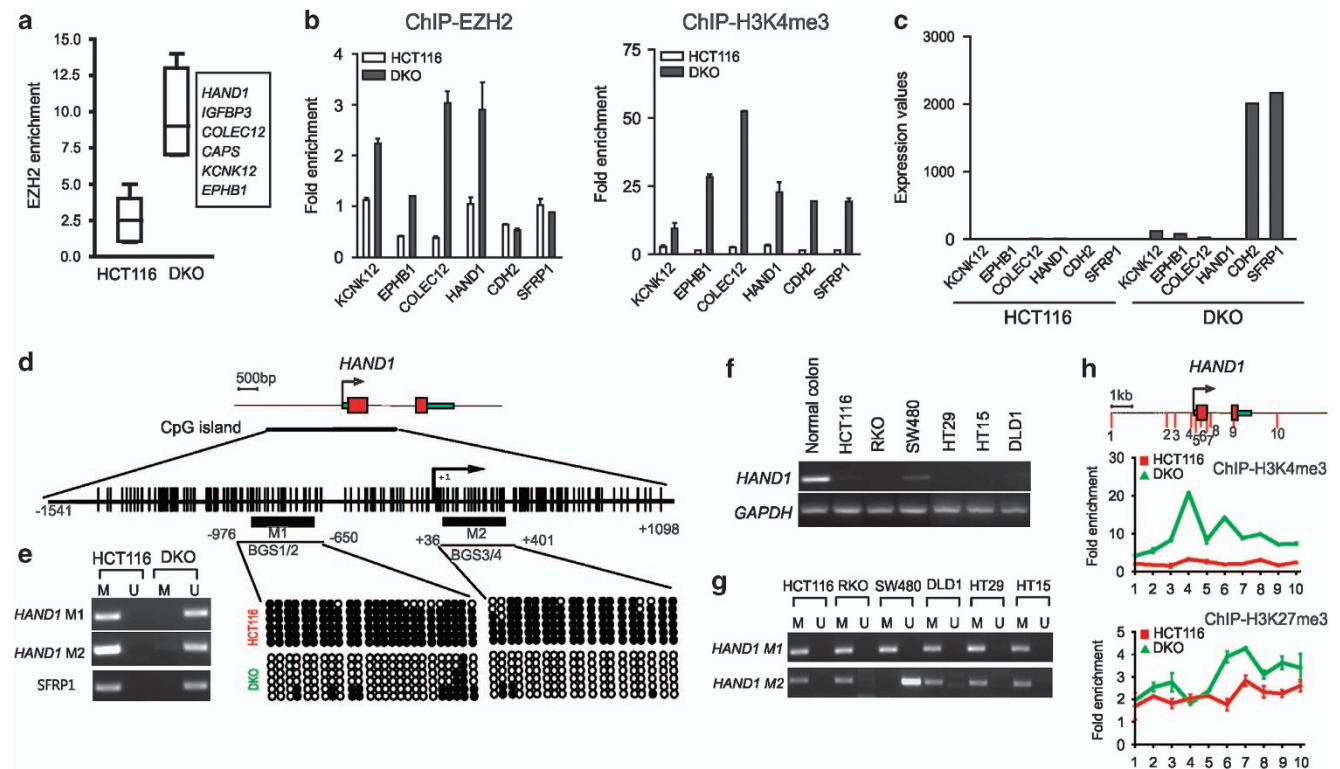 a
EZH2 enrichment
15.0
12.5
10.0
7.5
5.0
2.5
0.0
HCT116 DKO
HAND1
IGFBP3
COLEC12
CAPS
KCNK12
EPHB1
b
ChIP-EZH2
Fold enrichment
4
3
2
1
0
HCT116
DKO
KCNK12 EPHB1 COLEC12 HAND1 CDH2 SFRP1
ChIP-H3K4me3
Fold enrichment
75
50
25
0
HCT116
DKO
KCNK12 EPHB1 COLEC12 HAND1 CDH2 SFRP1
c
Expression values
3000
2000
1000
0
KCNK12 EPHB1 COLEC12 HAND1 CDH2 SFRP1 KCNK12 EPHB1 COLEC12 HAND1 CDH2 SFRP1
HCT116 DKO
d
500bp
HAND1
CpG island
+1
-1541 +1098
-976 M1 -650 +36 M2 +401
BGS1/2 BGS3/4
HCT116
DKO
e
HCT116 DKO
M U M U
HAND1 M1
HAND1 M2
SFRP1
f
Normal colon HCT116 RKO SW480 HT29 HT15 DLD1
HAND1
GAPDH
g
HCT116 RKO SW480 DLD1 HT29 HT15
M U M U M U M U M U M U
HAND1 M1
HAND1 M2
h
HAND1
1kb
1 2 3 4 5 6 7 8 9 10
Fold enrichment
30
20
10
0
HCT116
DKO
ChIP-H3K4me3
1 2 3 4 5 6 7 8 9 10
ChIP-H3K27me3
Fold enrichment
5
4
3
2
1
0
HCT116
DKO
1 2 3 4 5 6 7 8 9 10